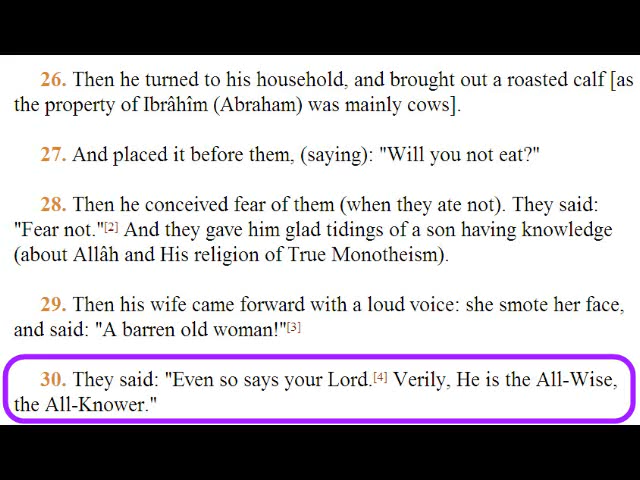 26. Then he turned to his household, and brought out a roasted calf [as
the property of Ibrâhîm (Abraham) was mainly cows].
27. And placed it before them, (saying): "Will you not eat?"
28. Then he conceived fear of them (when they ate not). They said:
"Fear not."[2] And they gave him glad tidings of a son having knowledge
(about Allâh and His religion of True Monotheism).
29. Then his wife came forward with a loud voice: she smote her face,
and said: "A barren old woman!"[3]
30. They said: "Even so says your Lord.[4] Verily, He is the All-Wise,
the All-Knower."